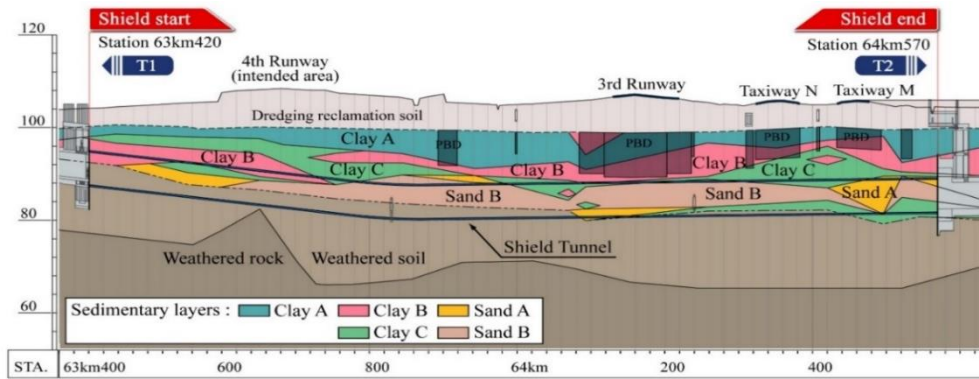 Shield start
Shield end
120
Station 63km420
Station 64km570
T1
T2
4th Runway
(intended area)
3rd Runway
Taxiway N
Taxiway M
Dredging reclamation soil
100
Clay A
PBD
PBD
PBD
PBD
Clay B
Clay C
Clay B
Clay B
Clay C
Sand B
Sand B
Sand A
80
Shield Tunnel
Weathered rock
Weathered soil
60
Sedimentary layers :
Clay A
Clay B
Sand A
Clay C
Sand B
STA.
63km400
600
800
64km
200
400